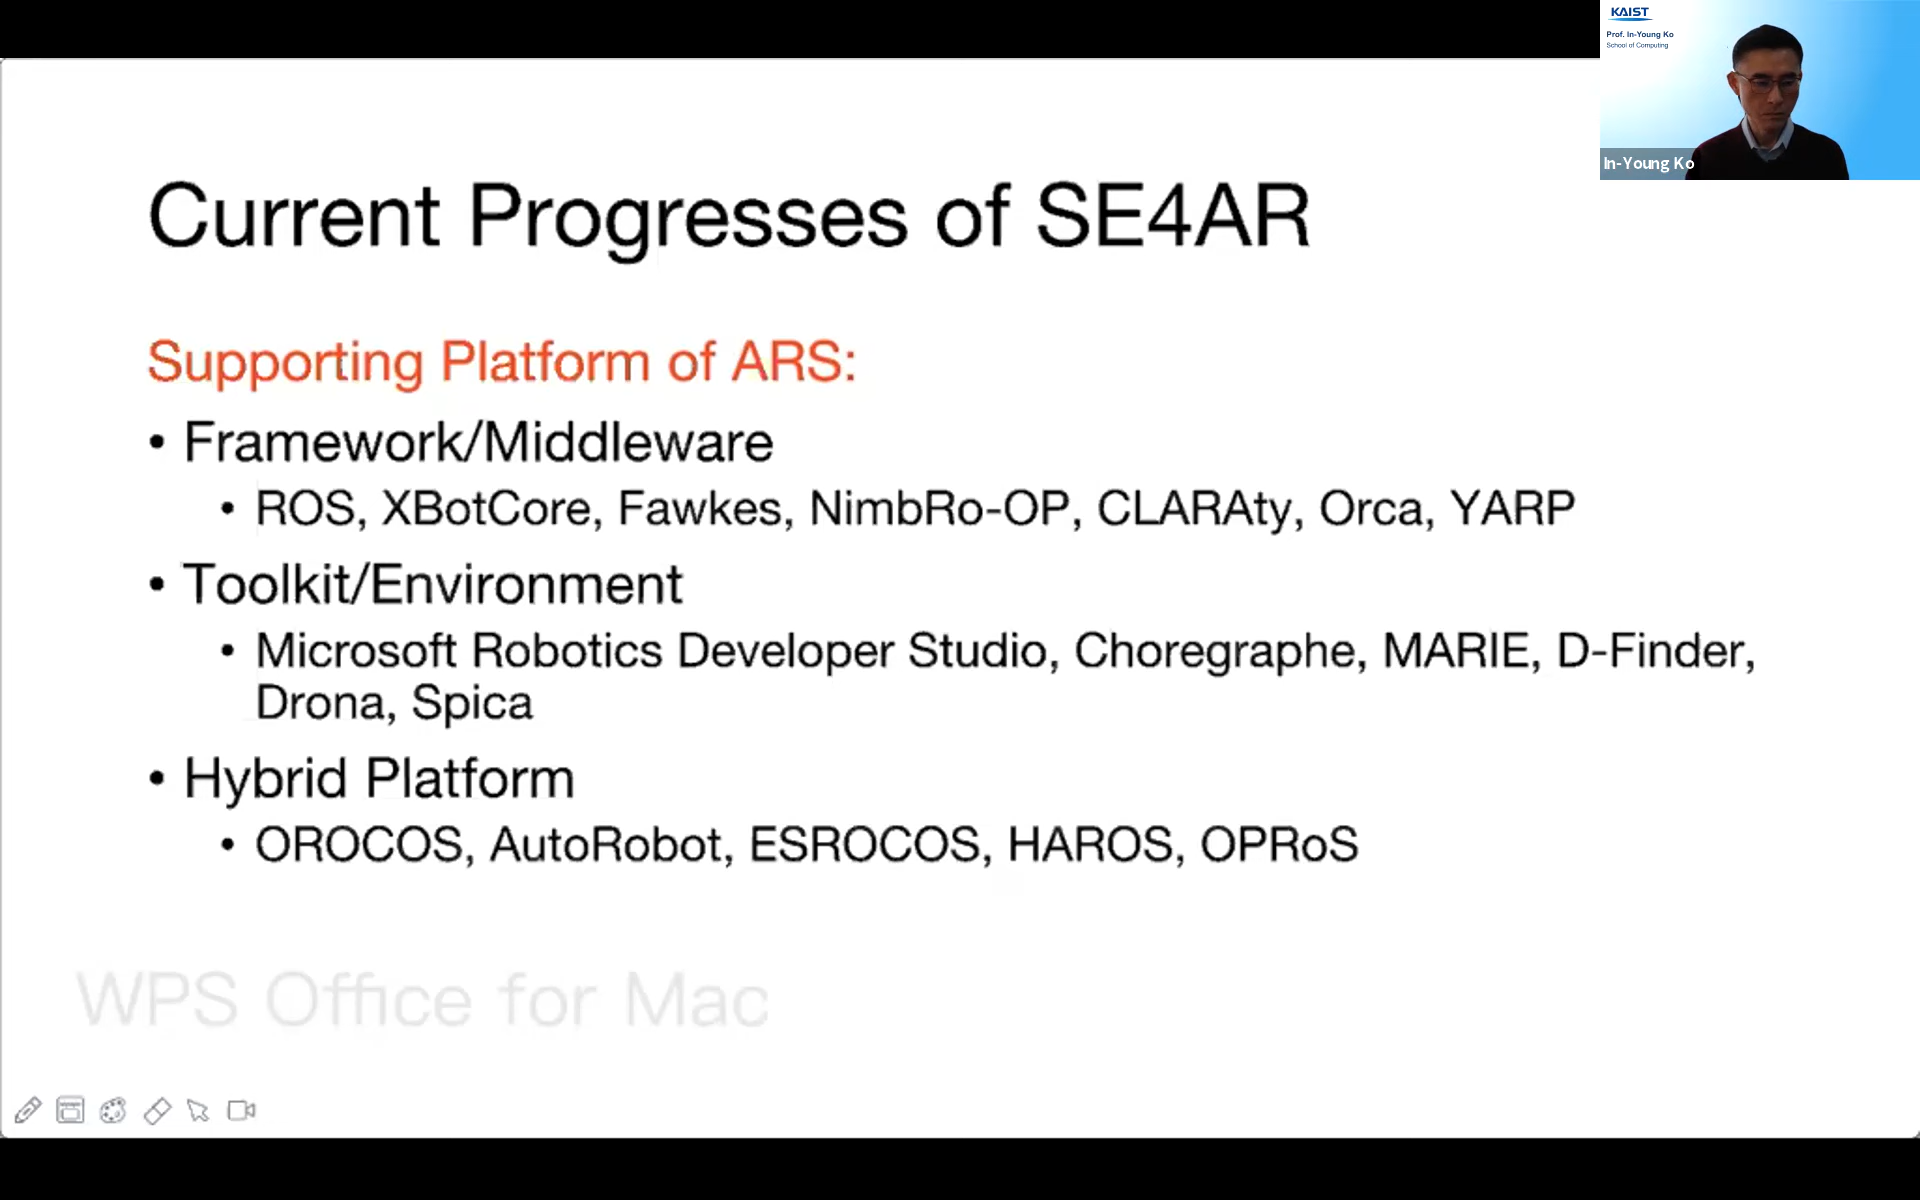 KAIST
Prof. In-Young Ko
School of Computing
In-Young Ko
Current Progresses of SE4AR
Supporting Platform of ARS:
• Framework/Middleware
• ROS, XBotCore, Fawkes, NimbRo-OP, CLARAty, Orca, YARP
• Toolkit/Environment
• Microsoft Robotics Developer Studio, Choregraphe, MARIE, D-Finder,
Drona, Spica
• Hybrid Platform
• OROCOS, AutoRobot, ESROCOS, HAROS, OPRoS
WPS Office for Mac